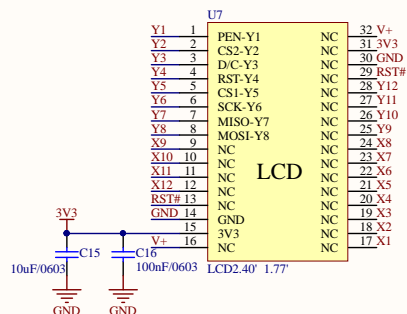 U7
Y1 1 PEN-Y1 NC 32 V+
Y2 2 CS2-Y2 NC 31 3V3
Y3 3 D/C-Y3 NC 30 GND
Y4 4 RST-Y4 NC 29 RST#
Y5 5 CS1-Y5 NC 28 Y12
Y6 6 SCK-Y6 NC 27 Y11
Y7 7 MISO-Y7 NC 26 Y10
Y8 8 MOSI-Y8 NC 25 Y9
X9 9 NC NC 24 X8
X10 10 NC NC 23 X7
X11 11 NC LCD NC 22 X6
X12 12 NC NC 21 X5
RST# 13 NC NC 20 X4
GND 14 GND NC 19 X3
3V3 15 3V3 NC 18 X2
V+ 16 NC NC 17 X1
C15 C16
10uF/0603 100nF/0603 LCD2.40' 1.77'
GND GND